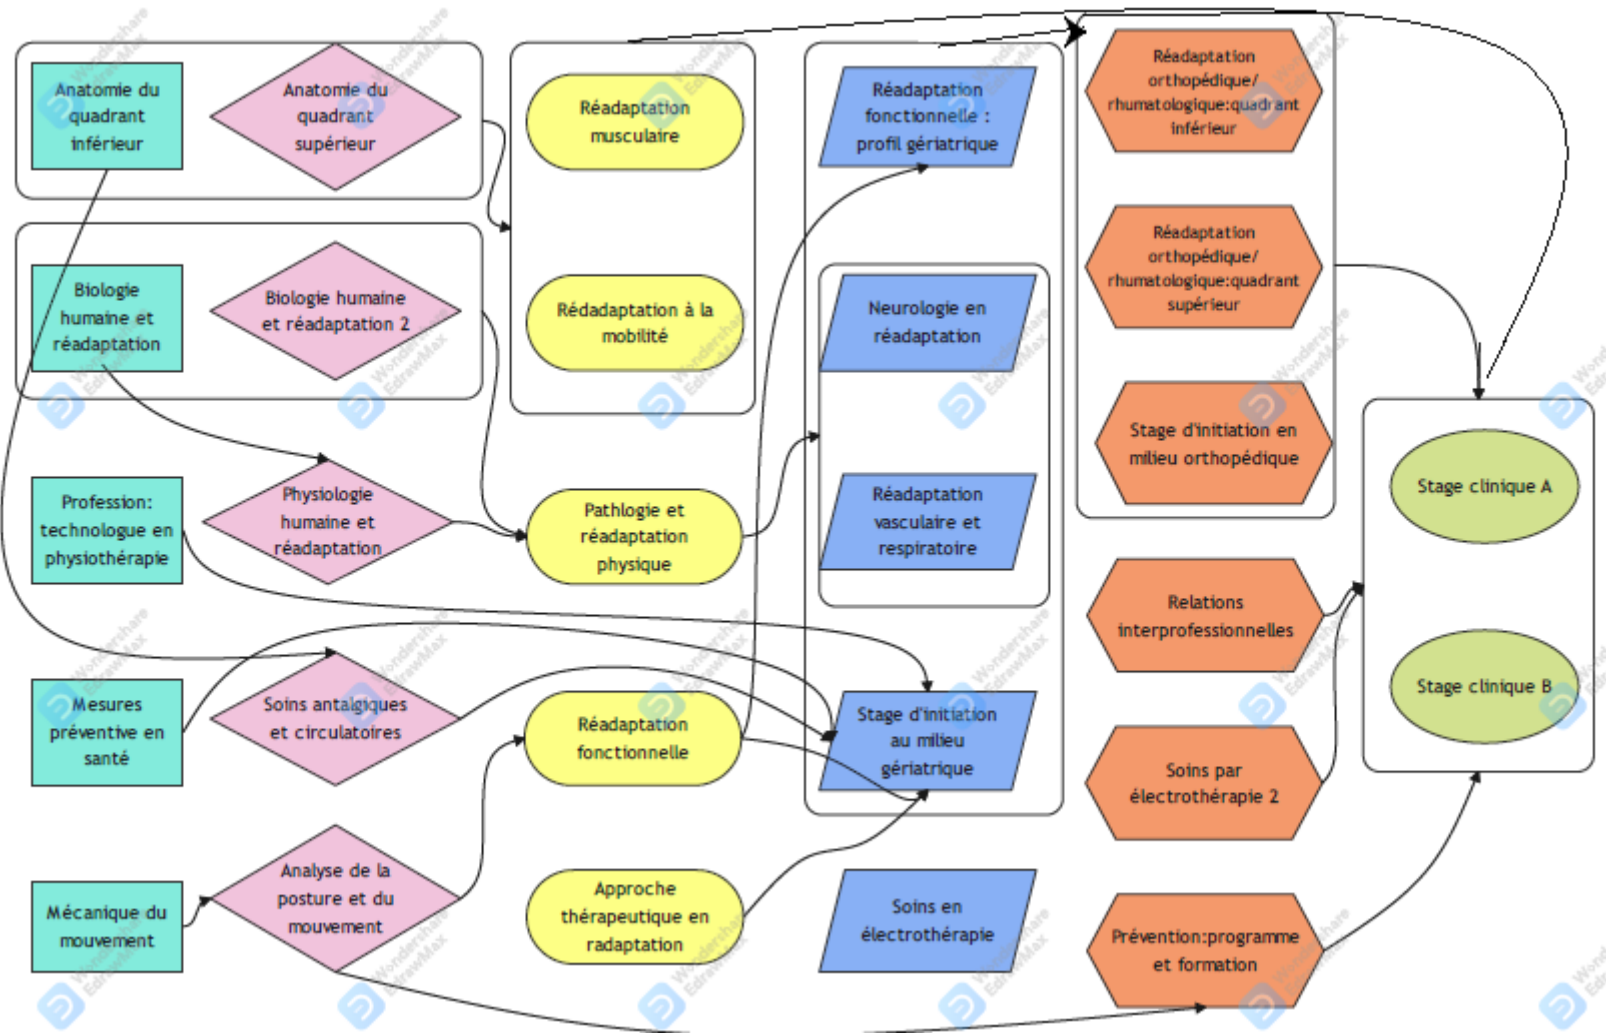 Anatomie du
quadrant
inférieur
Anatomie du
quadrant
supérieur
Réadaptation
musculaire
Réadaptation
fonctionnelle :
profil gériatrique
Réadaptation
orthopédique/
rhumatologique:quadrant
inférieur
Biologie
humaine et
réadaptation
Biologie humaine
et réadaptation 2
Rédadaptation à la
mobilité
Neurologie en
réadaptation
Réadaptation
orthopédique/
rhumatologique:quadrant
supérieur
Stage d'initiation en
milieu orthopédique
Profession:
technologue en
physiothérapie
Physiologie
humaine et
réadaptation
Pathlogie et
réadaptation
physique
Réadaptation
vasculaire et
respiratoire
Stage clinique A
Relations
interprofessionnelles
Mesures
préventive en
santé
Soins antalgiques
et circulatoires
Réadaptation
fonctionnelle
Stage d'initiation
au milieu
gériatrique
Soins par
électrothérapie 2
Stage clinique B
Mécanique du
mouvement
Analyse de la
posture et du
mouvement
Approche
thérapeutique en
radaptation
Soins en
électrothérapie
Prévention:programme
et formation
Wondershare
EdrawMax